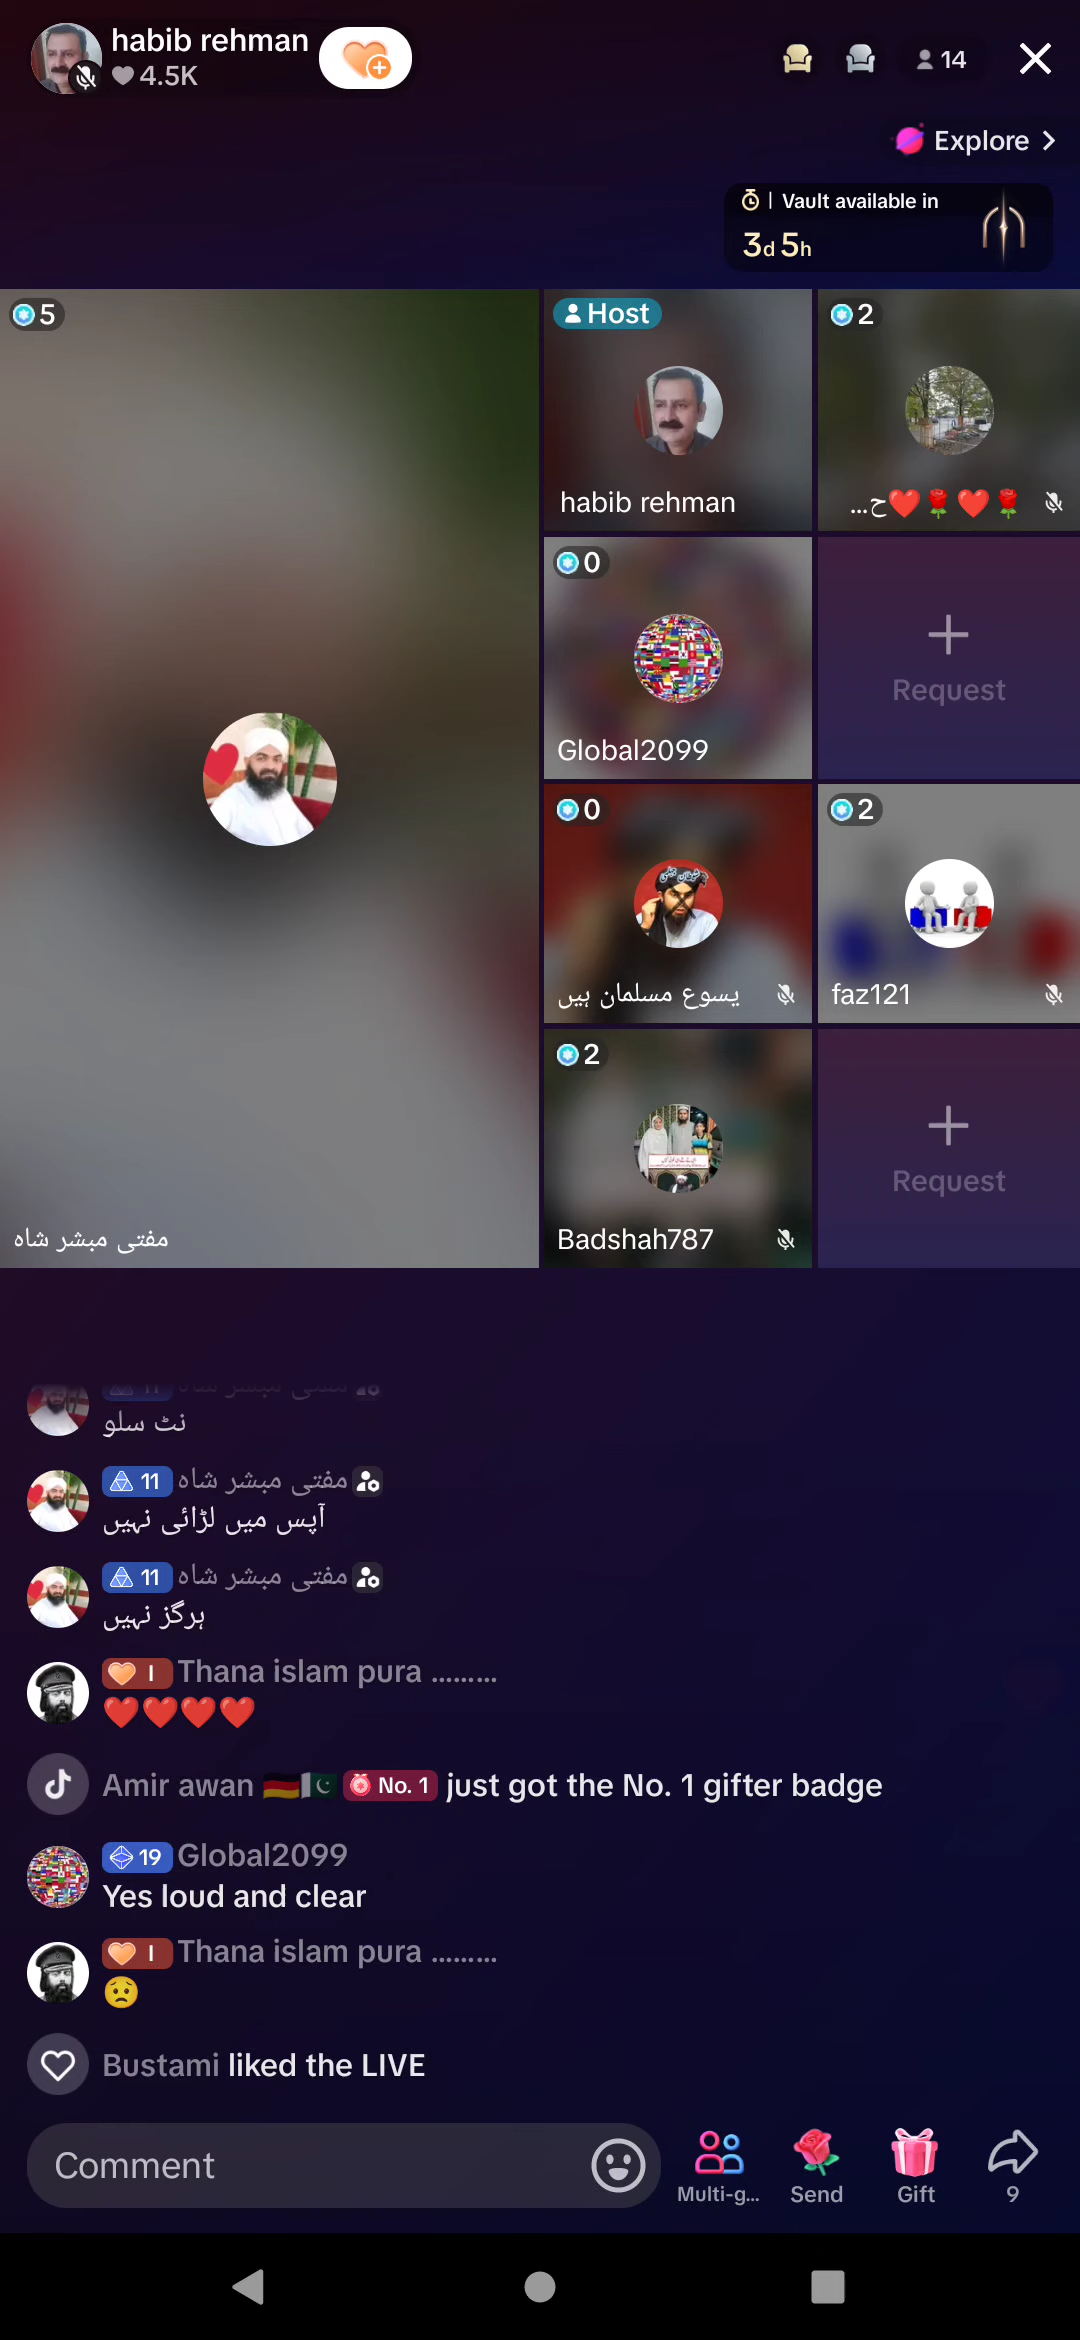 habib rehman
4.5K
14
Explore
Vault available in
3d 5h
5
Host
habib rehman
2
ح...
0
Global2099
Request
0
یسوع مسلمان ہیں
2
faz121
2
Badshah787
Request
مفتی مبشر شاہ
11 مفتی مبشر شاہ
نٹ سلو
11 مفتی مبشر شاہ
آپس میں لڑائی نہیں
11 مفتی مبشر شاہ
ہرگز نہیں
I Thana islam pura .........
❤️❤️❤️❤️
Amir awan 🇩🇪🇵🇰 No. 1 just got the No. 1 gifter badge
19 Global2099
Yes loud and clear
I Thana islam pura .........
😟
Bustami liked the LIVE
Comment
Multi-g...
Send
Gift
9